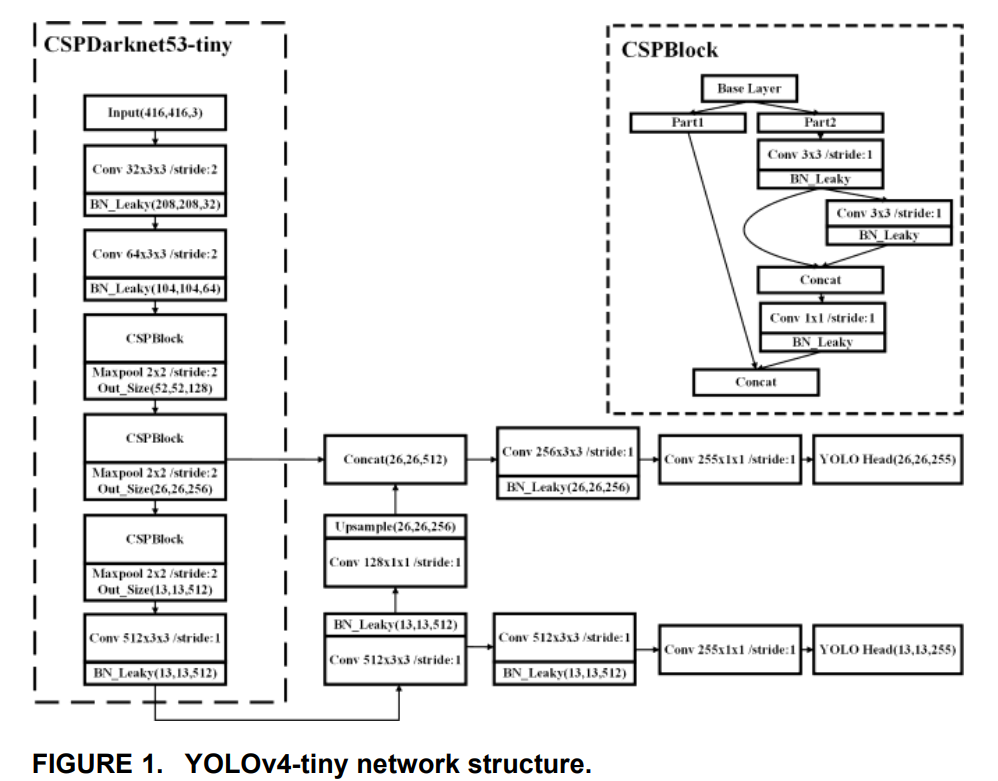 CSPDarknet53-tiny
Input(416,416,3)
Conv 32x3x3 /stride:2
BN_Leaky(208,208,32)
Conv 64x3x3 /stride:2
BN_Leaky(104,104,64)
CSPBlock
Maxpool 2x2 /stride:2
Out_Size(52,52,128)
CSPBlock
Maxpool 2x2 /stride:2
Out_Size(26,26,256)
CSPBlock
Maxpool 2x2 /stride:2
Out_Size(13,13,512)
Conv 512x3x3 /stride:1
BN_Leaky(13,13,512)
CSPBlock
Base Layer
Part1
Part2
Conv 3x3 /stride:1
BN_Leaky
Conv 3x3 /stride:1
BN_Leaky
Concat
Conv 1x1 /stride:1
BN_Leaky
Concat
Concat(26,26,512)
Conv 256x3x3 /stride:1
BN_Leaky(26,26,256)
Conv 255x1x1 /stride:1
YOLO Head(26,26,255)
Upsample(26,26,256)
Conv 128x1x1 /stride:1
BN_Leaky(13,13,512)
Conv 512x3x3 /stride:1
Conv 512x3x3 /stride:1
BN_Leaky(13,13,512)
Conv 255x1x1 /stride:1
YOLO Head(13,13,255)
FIGURE 1. YOLOv4-tiny network structure.